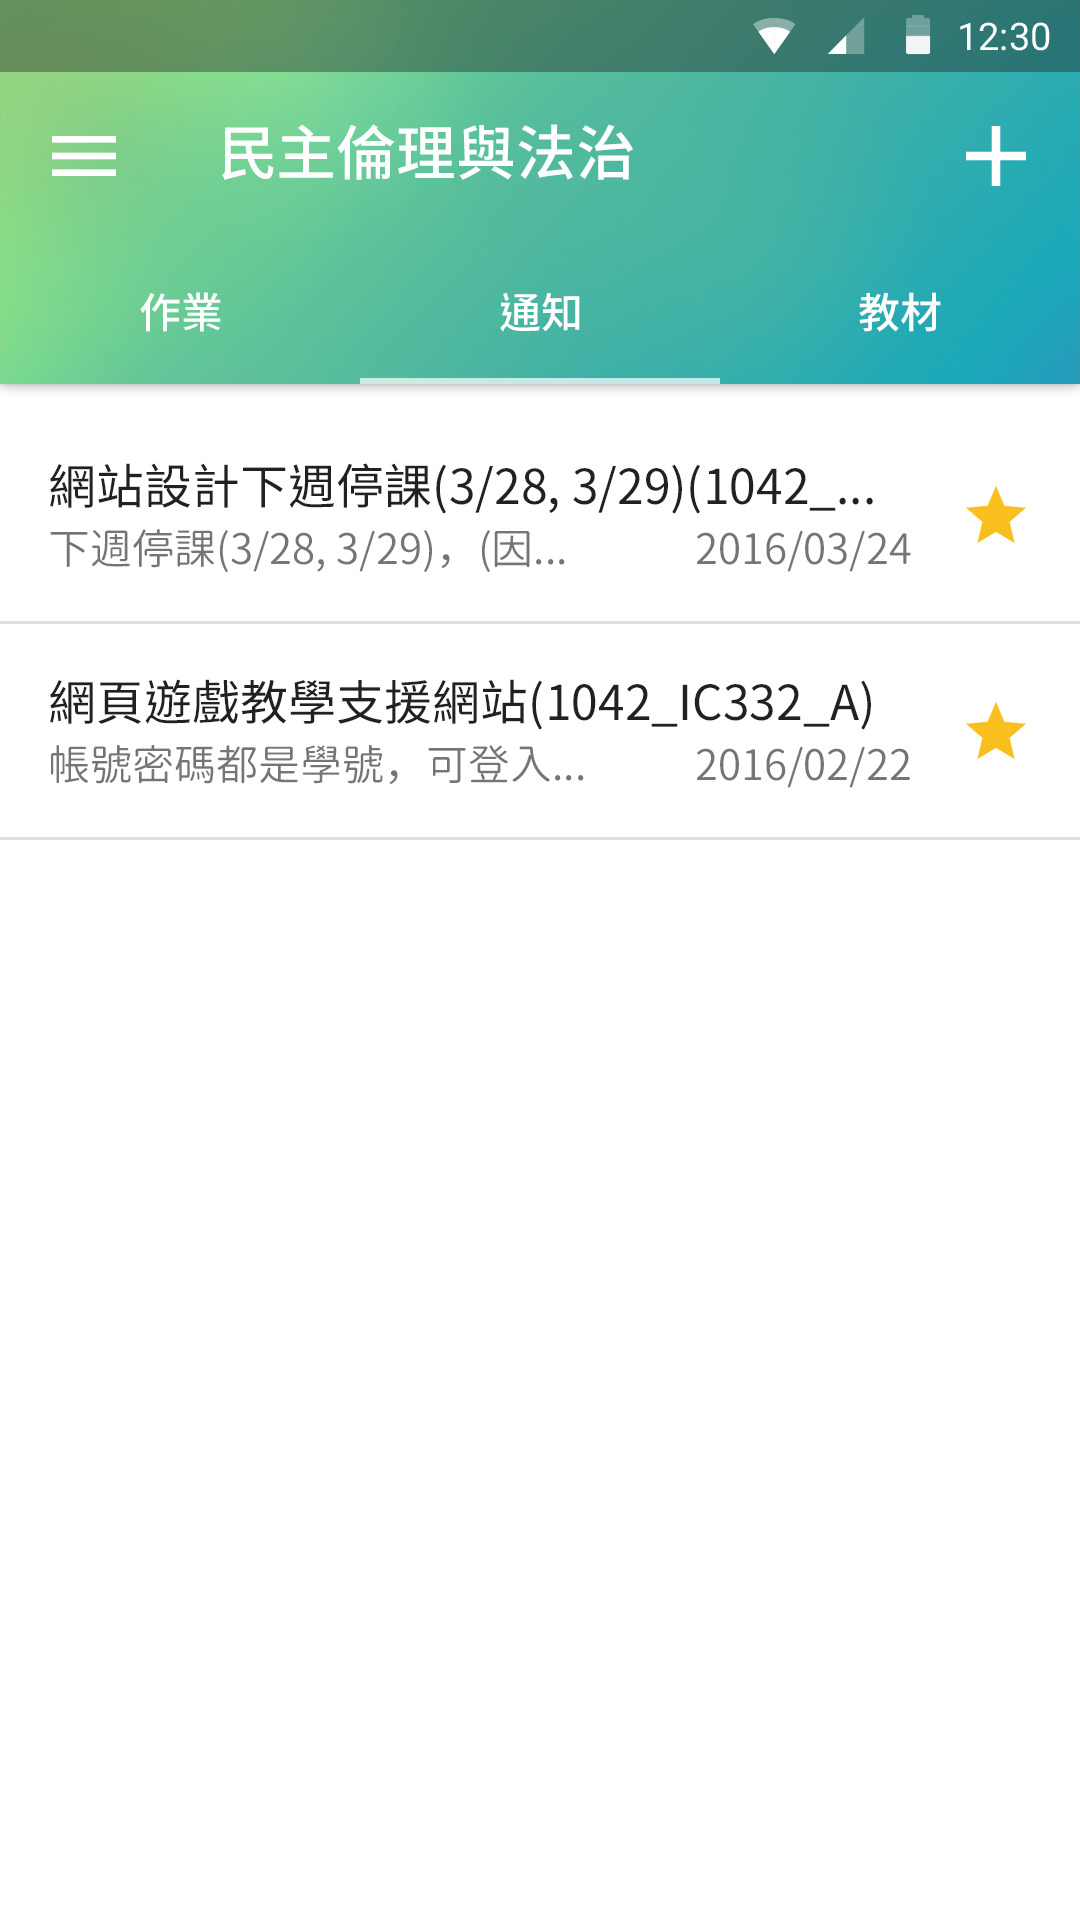 12:30
民主倫理與法治
作業 通知 教材
網站設計下週停課(3/28, 3/29)(1042_...
下週停課(3/28, 3/29)，(因... 2016/03/24
網頁遊戲教學支援網站(1042_IC332_A)
帳號密碼都是學號，可登入... 2016/02/22